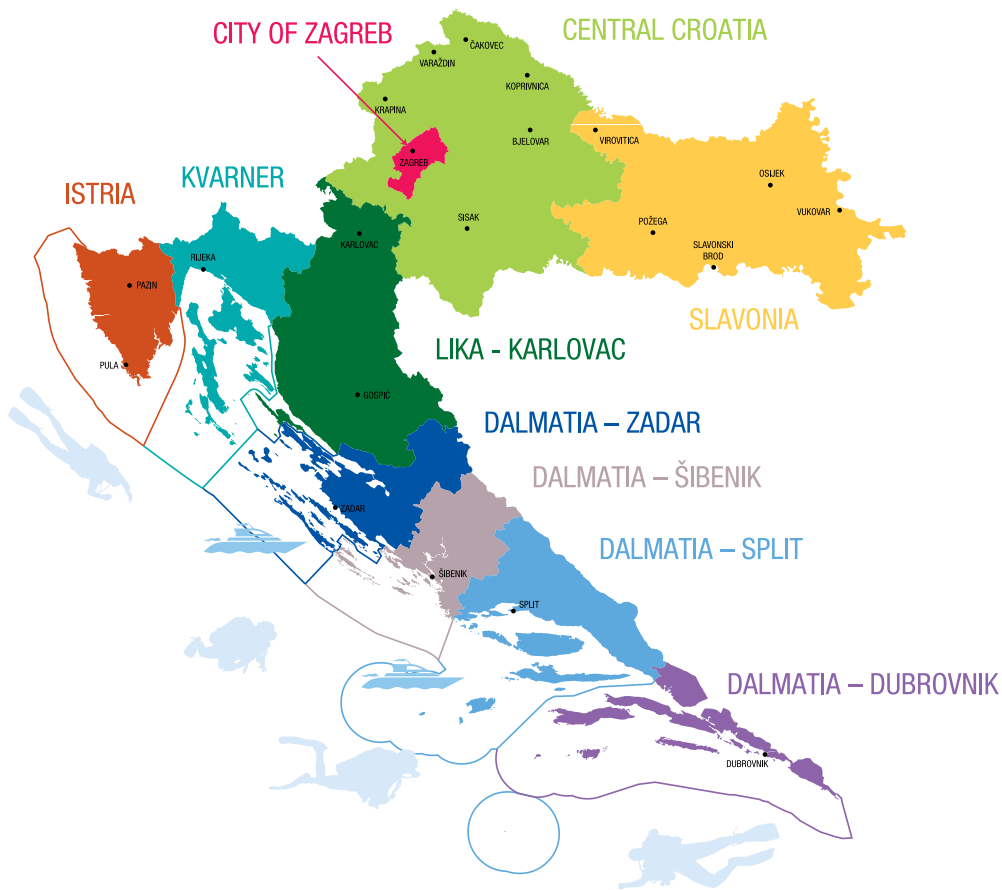 CITY OF ZAGREB
CENTRAL CROATIA
ČAKOVEC
VARAŽDIN
KOPRIVNICA
KRAPINA
BJELOVAR
VIROVITICA
ZAGREB
KVARNER
ISTRIA
OSIJEK
VUKOVAR
SISAK
POŽEGA
KARLOVAC
SLAVONSKI
BROD
RIJEKA
PAZIN
SLAVONIA
LIKA - KARLOVAC
PULA
GOSPIĆ
DALMATIA – ZADAR
DALMATIA – ŠIBENIK
ZADAR
DALMATIA – SPLIT
ŠIBENIK
SPLIT
DALMATIA – DUBROVNIK
DUBROVNIK